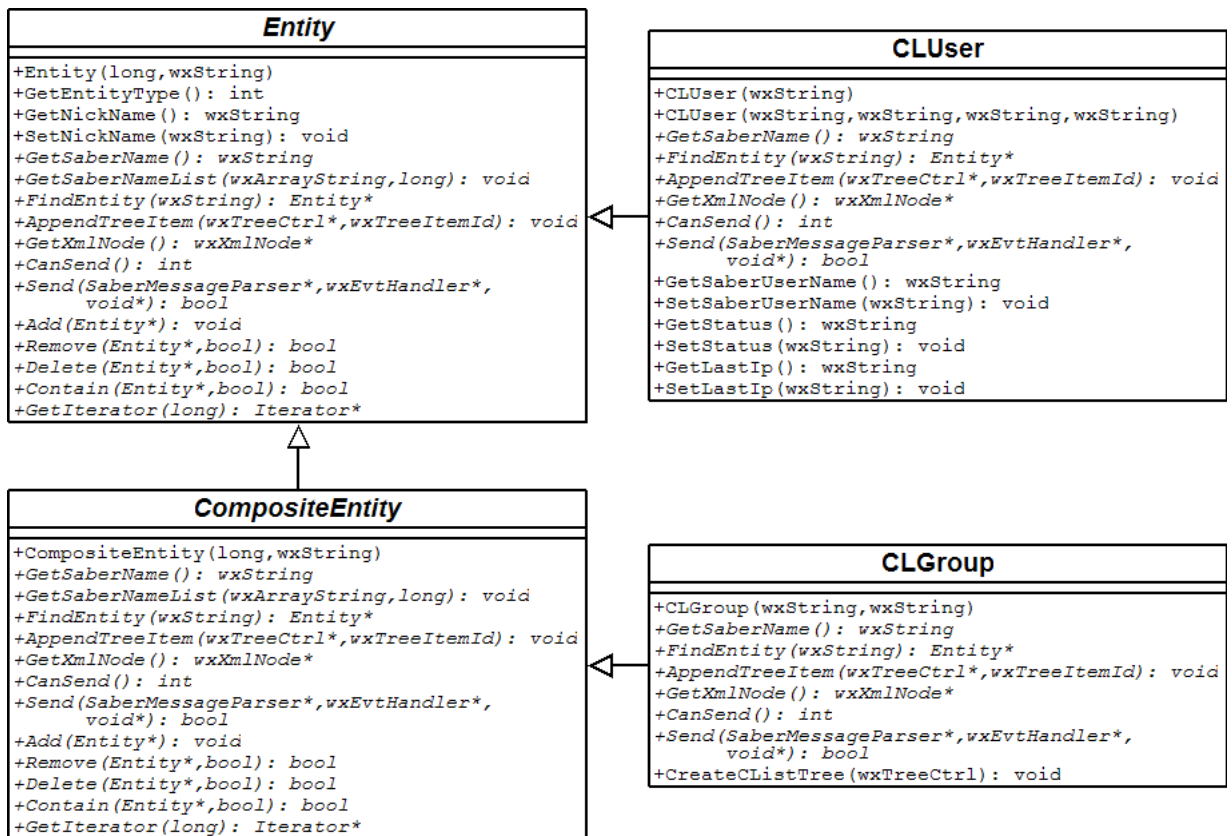 Entity
+Entity(long,wxString)
+GetEntityType(): int
+GetNickName(): wxString
+SetNickName(wxString): void
+GetSaberName(): wxString
+GetSaberNameList(wxArrayString,long): void
+FindEntity(wxString): Entity*
+AppendTreeItem(wxTreeCtrl*,wxTreeItemId): void
+GetXmlNode(): wxXmlNode*
+CanSend(): int
+Send(SaberMessageParser*,wxEvtHandler*,
void*): bool
+Add(Entity*): void
+Remove(Entity*,bool): bool
+Delete(Entity*,bool): bool
+Contain(Entity*,bool): bool
+GetIterator(long): Iterator*
CLUser
+CLUser(wxString)
+CLUser(wxString,wxString,wxString,wxString)
+GetSaberName(): wxString
+FindEntity(wxString): Entity*
+AppendTreeItem(wxTreeCtrl*,wxTreeItemId): void
+GetXmlNode(): wxXmlNode*
+CanSend(): int
+Send(SaberMessageParser*,wxEvtHandler*,
void*): bool
+GetSaberUserName(): wxString
+SetSaberUserName(wxString): void
+GetStatus(): wxString
+SetStatus(wxString): void
+GetLastIp(): wxString
+SetLastIp(wxString): void
CompositeEntity
+CompositeEntity(long,wxString)
+GetSaberName(): wxString
+GetSaberNameList(wxArrayString,long): void
+FindEntity(wxString): Entity*
+AppendTreeItem(wxTreeCtrl*,wxTreeItemId): void
+GetXmlNode(): wxXmlNode*
+CanSend(): int
+Send(SaberMessageParser*,wxEvtHandler*,
void*): bool
+Add(Entity*): void
+Remove(Entity*,bool): bool
+Delete(Entity*,bool): bool
+Contain(Entity*,bool): bool
+GetIterator(long): Iterator*
CLGroup
+CLGroup(wxString,wxString)
+GetSaberName(): wxString
+FindEntity(wxString): Entity*
+AppendTreeItem(wxTreeCtrl*,wxTreeItemId): void
+GetXmlNode(): wxXmlNode*
+CanSend(): int
+Send(SaberMessageParser*,wxEvtHandler*,
void*): bool
+CreateCListTree(wxTreeCtrl): void